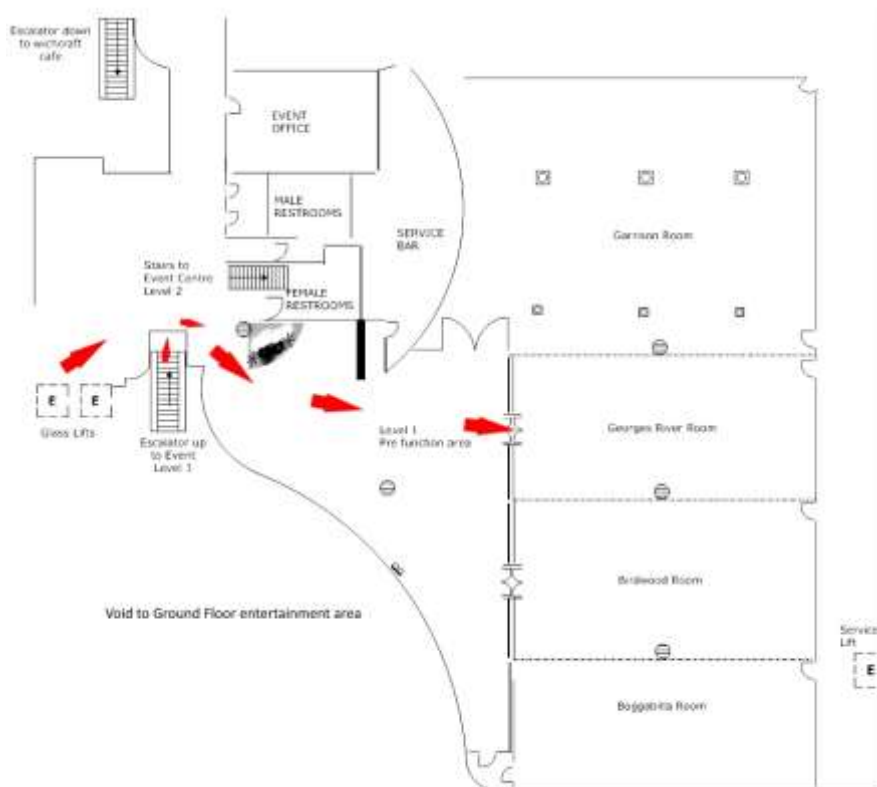 Escalator down
to wichcraft
cafe
EVENT
OFFICE
MALE
RESTROOMS
SERVICE
BAR
Garrison Room
Stairs to
Event Centre
Level 2
FEMALE
RESTROOMS
E
E
Glass Lifts
Escalator up
to Event
Level 1
Level 1
Pre function area
Georges River Room
Birdwood Room
Void to Ground Floor entertainment area
Service
Lift
E
Boggabilla Room